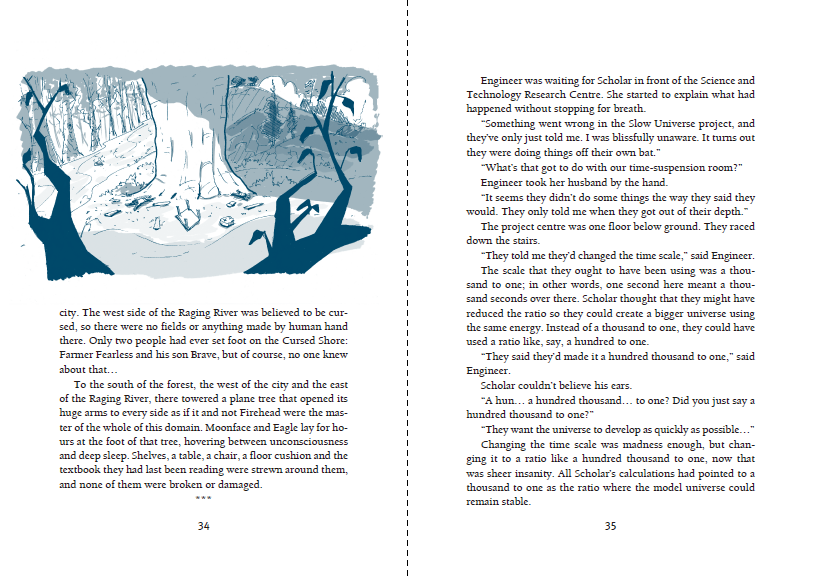 city. The west side of the Raging River was believed to be cur-
sed, so there were no fields or anything made by human hand
there. Only two people had ever set foot on the Cursed Shore:
Farmer Fearless and his son Brave, but of course, no one knew
about that…
To the south of the forest, the west of the city and the east
of the Raging River, there towered a plane tree that opened its
huge arms to every side as if it and not Firehead were the mas-
ter of the whole of this domain. Moonface and Eagle lay for ho-
urs at the foot of that tree, hovering between unconsciousness
and deep sleep. Shelves, a table, a chair, a floor cushion and the
textbook they had last been reading were strewn around them,
and none of them were broken or damaged.
***
34
Engineer was waiting for Scholar in front of the Science and
Technology Research Centre. She started to explain what had
happened without stopping for breath.
“Something went wrong in the Slow Universe project, and
they’ve only just told me. I was blissfully unaware. It turns out
they were doing things off their own bat.”
“What’s that got to do with our time-suspension room?”
Engineer took her husband by the hand.
“It seems they didn’t do some things the way they said they
would. They only told me when they got out of their depth.”
The project centre was one floor below ground. They raced
down the stairs.
“They told me they’d changed the time scale,” said Engineer.
The scale that they ought to have been using was a thou-
sand to one; in other words, one second here meant a thou-
sand seconds over there. Scholar thought that they might have
reduced the ratio so they could create a bigger universe using
the same energy. Instead of a thousand to one, they could have
used a ratio like, say, a hundred to one.
“They said they’d made it a hundred thousand to one,” said
Engineer.
Scholar couldn’t believe his ears.
“A hun… a hundred thousand… to one? Did you just say a
hundred thousand to one?”
“They want the universe to develop as quickly as possible…”
Changing the time scale was madness enough, but chan-
ging it to a ratio like a hundred thousand to one, now that
was sheer insanity. All Scholar’s calculations had pointed to a
thousand to one as the ratio where the model universe could
remain stable.
35